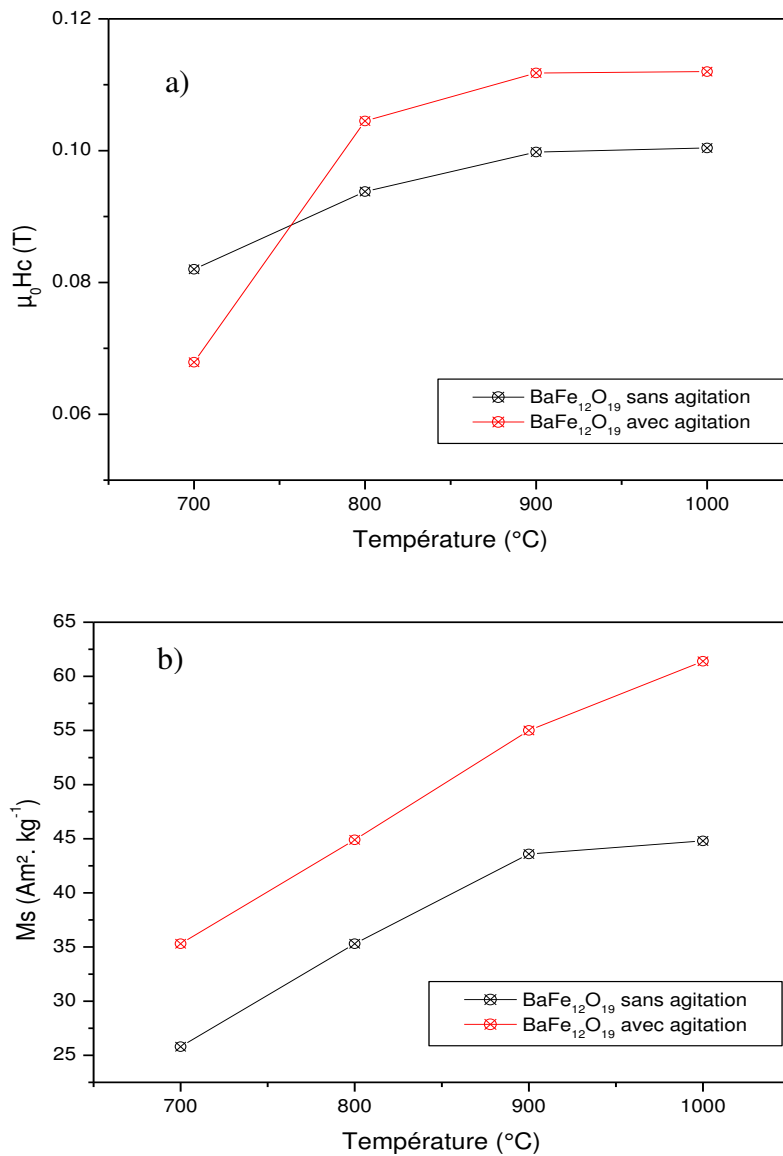 0.12
a)
0.10
0.08
0.06
μ₀Hc (T)
BaFe₁₂O₁₉ sans agitation
BaFe₁₂O₁₉ avec agitation
700 800 900 1000
Température (°C)
65
b)
60
55
50
45
40
35
30
25
Ms (Am². kg⁻¹)
BaFe₁₂O₁₉ sans agitation
BaFe₁₂O₁₉ avec agitation
700 800 900 1000
Température (°C)